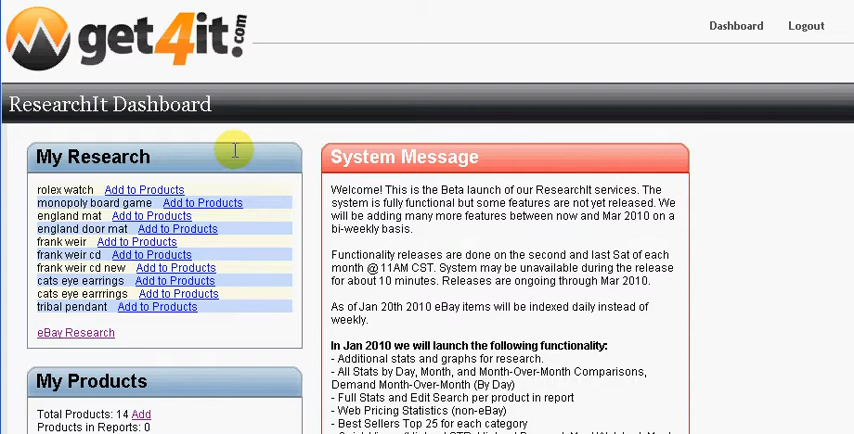 get4it!.com
Dashboard Logout
ResearchIt Dashboard
My Research
rolex watch Add to Products
monopoly board game Add to Products
england mat Add to Products
england door mat Add to Products
frank weir Add to Products
frank weir cd Add to Products
frank weir cd new Add to Products
cats eye earrings Add to Products
cats eye earrrings Add to Products
tribal pendant Add to Products
eBay Research
My Products
Total Products: 14 Add
Products in Reports: 0
System Message
Welcome! This is the Beta launch of our ResearchIt services. The
system is fully functional but some features are not yet released. We
will be adding many more features between now and Mar 2010 on a
bi-weekly basis.
Functionality releases are done on the second and last Sat of each
month @ 11AM CST. System may be unavailable during the release
for about 10 minutes. Releases are ongoing through Mar 2010.
As of Jan 20th 2010 eBay items will be indexed daily instead of
weekly.
In Jan 2010 we will launch the following functionality:
- Additional stats and graphs for research.
- All Stats by Day, Month, and Month-Over-Month Comparisons,
Demand Month-Over-Month (By Day)
- Full Stats and Edit Search per product in report
- Web Pricing Statistics (non-eBay)
- Best Sellers Top 25 for each category